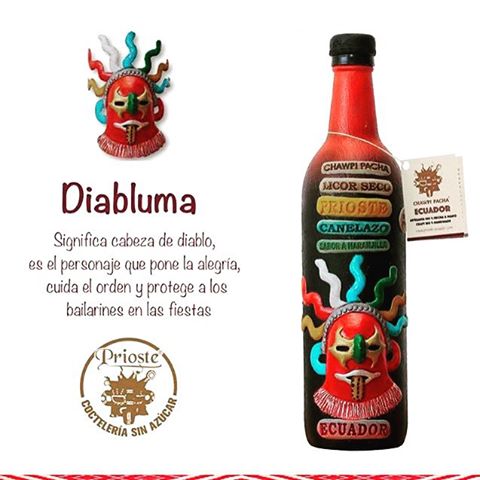 Diabluma
Significa cabeza de diablo,
es el personaje que pone la alegría,
cuida el orden y protege a los
bailarines en las fiestas
Prioste
COCTELERÍA SIN AZÚCAR
CHAWPI PACHA
LICOR SECO
PRIOSTE
CANELAZO
SABOR A NARANJILLA
ECUADOR
CHAWPI PACHA
ECUADOR